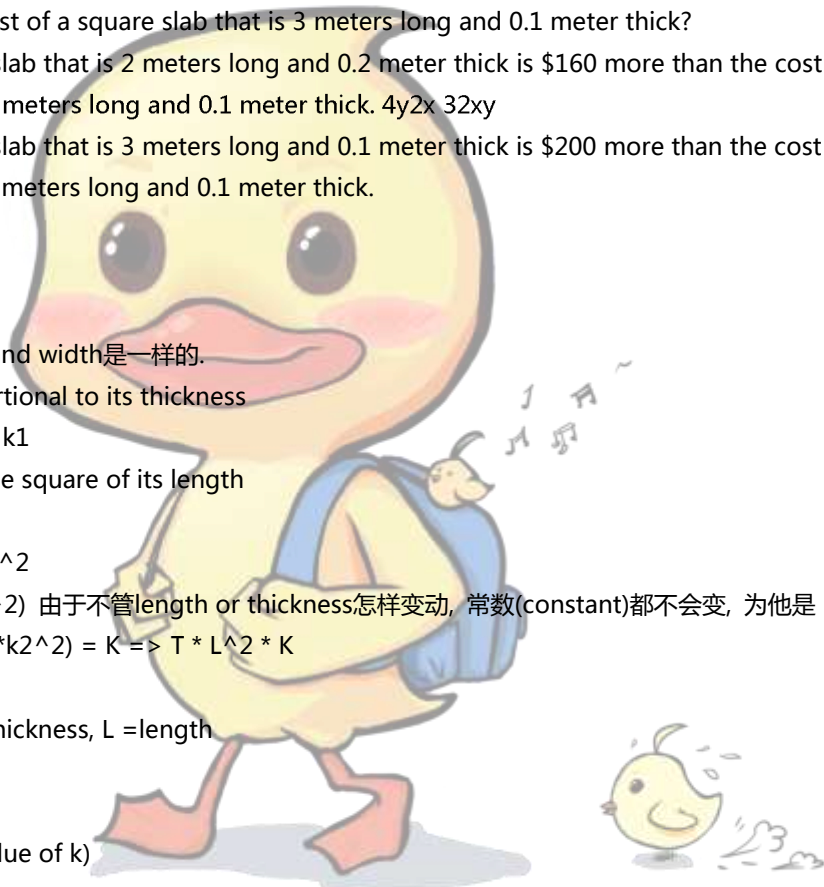 st of a square slab that is 3 meters long and 0.1 meter thick?
slab that is 2 meters long and 0.2 meter thick is $160 more than the cost
meters long and 0.1 meter thick. 4y2x 32xy
slab that is 3 meters long and 0.1 meter thick is $200 more than the cost
meters long and 0.1 meter thick.
nd width是一样的.
rtional to its thickness
k1
e square of its length
^2
2) 由于不管length or thickness怎样变动, 常数(constant)都不会变, 为他是
*k2^2) = K => T * L^2 * K
hickness, L =length
lue of k)